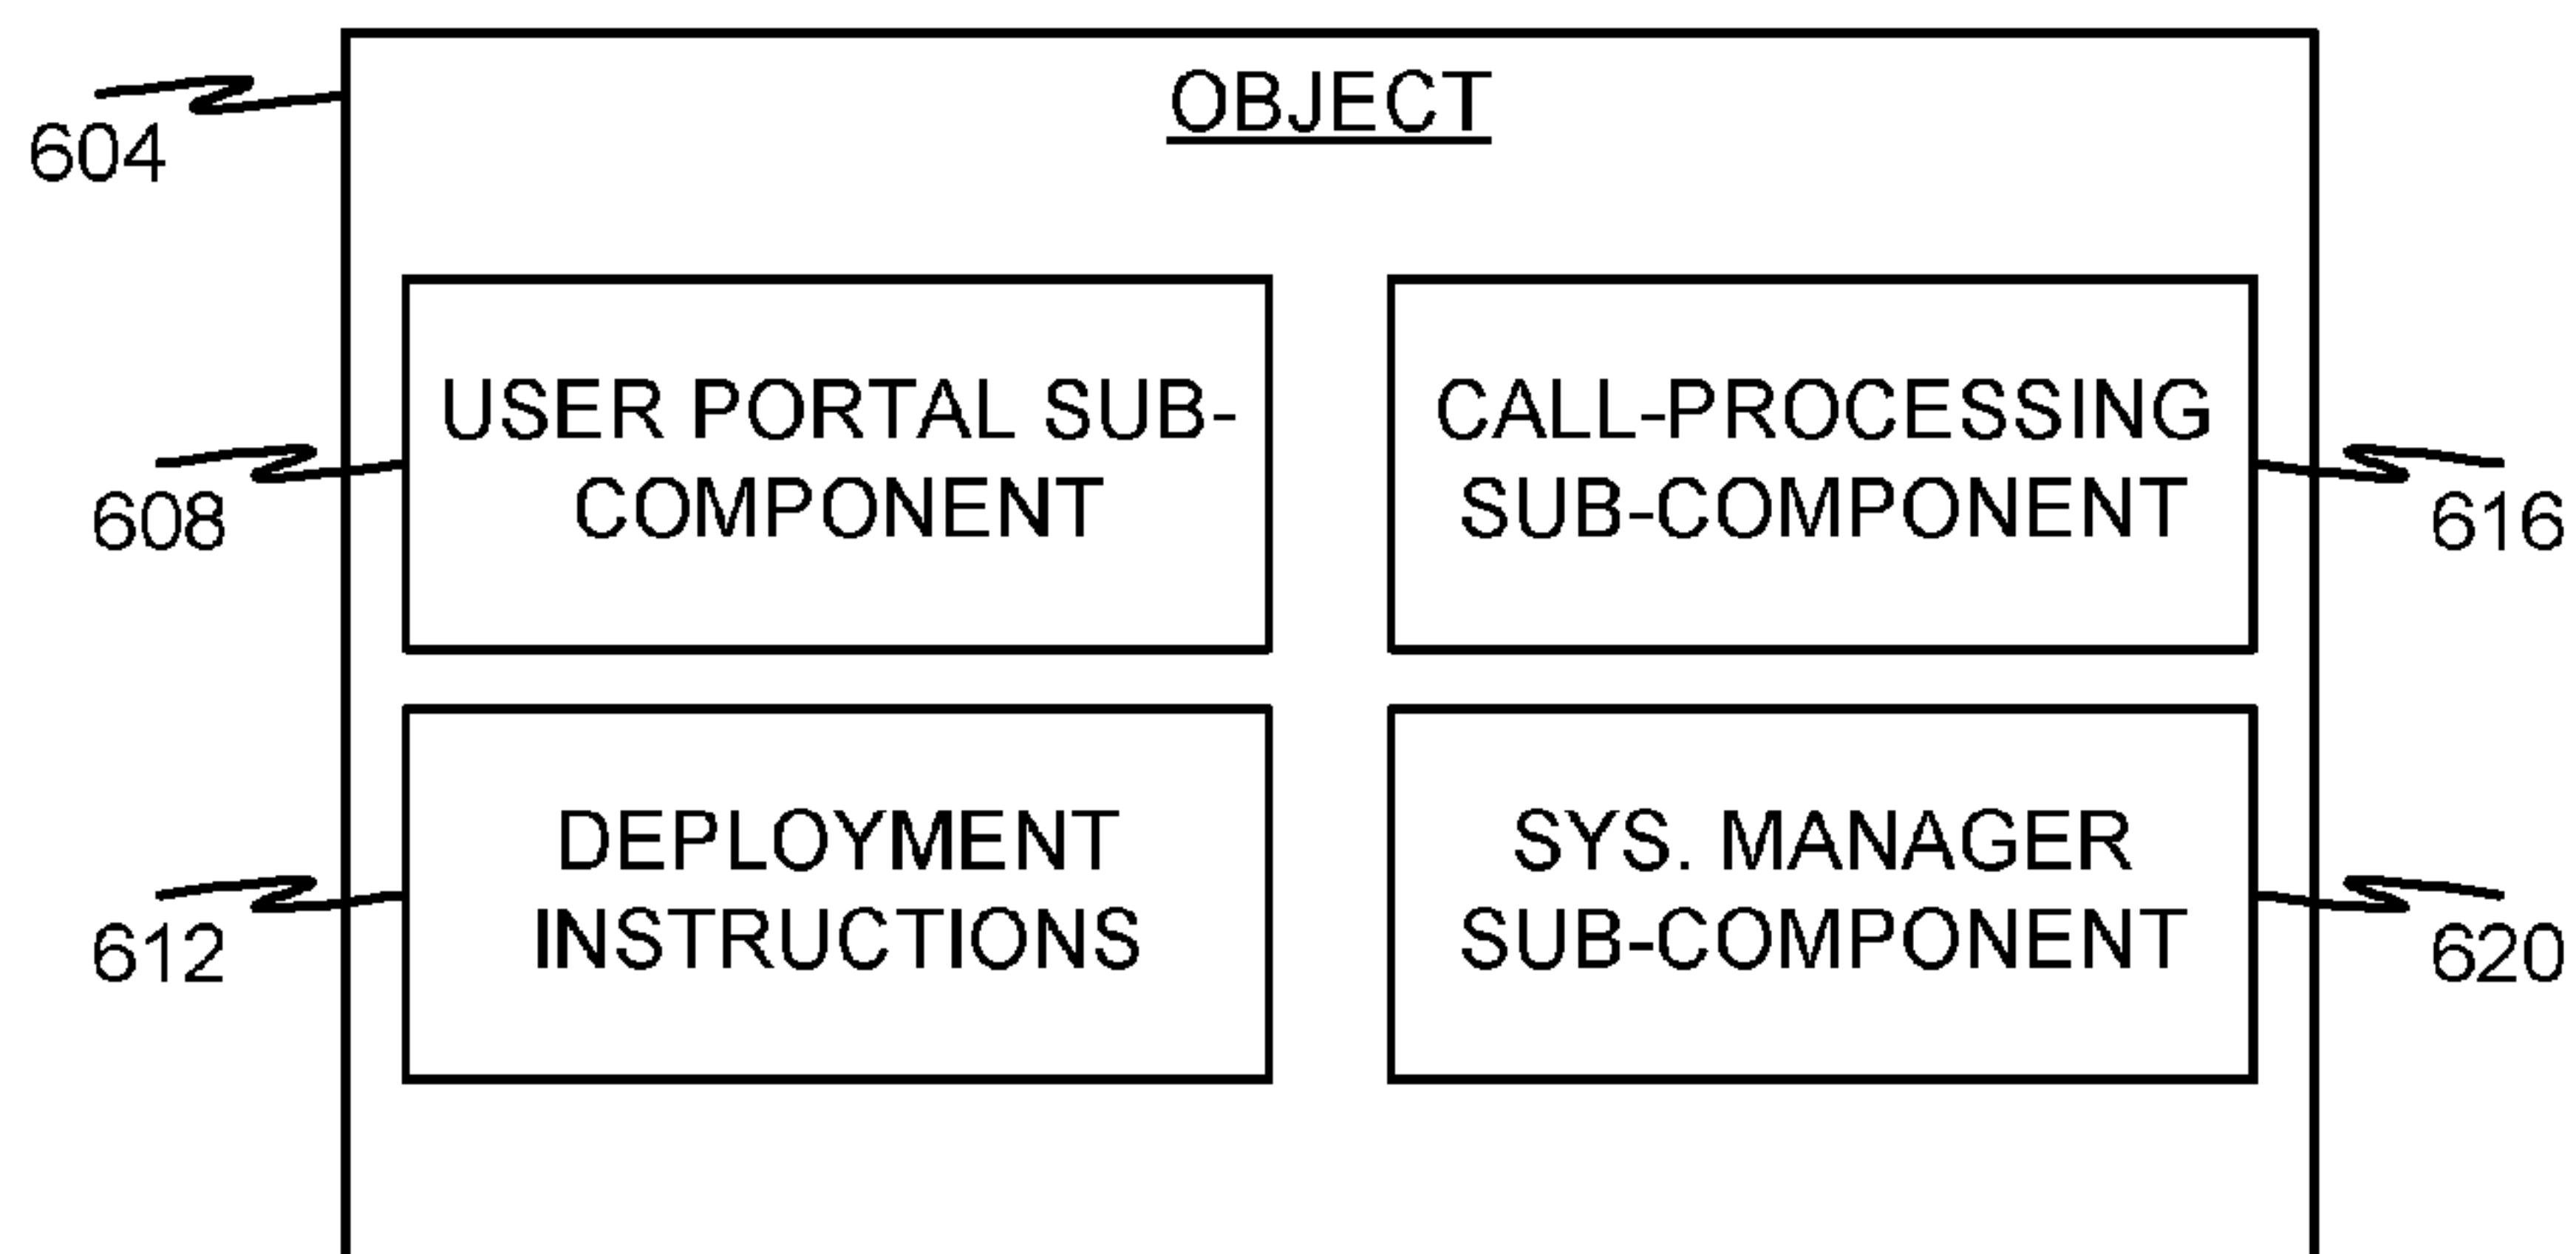 OBJECT
604
USER PORTAL SUB-
COMPONENT
608
CALL-PROCESSING
SUB-COMPONENT
616
DEPLOYMENT
INSTRUCTIONS
612
SYS. MANAGER
SUB-COMPONENT
620